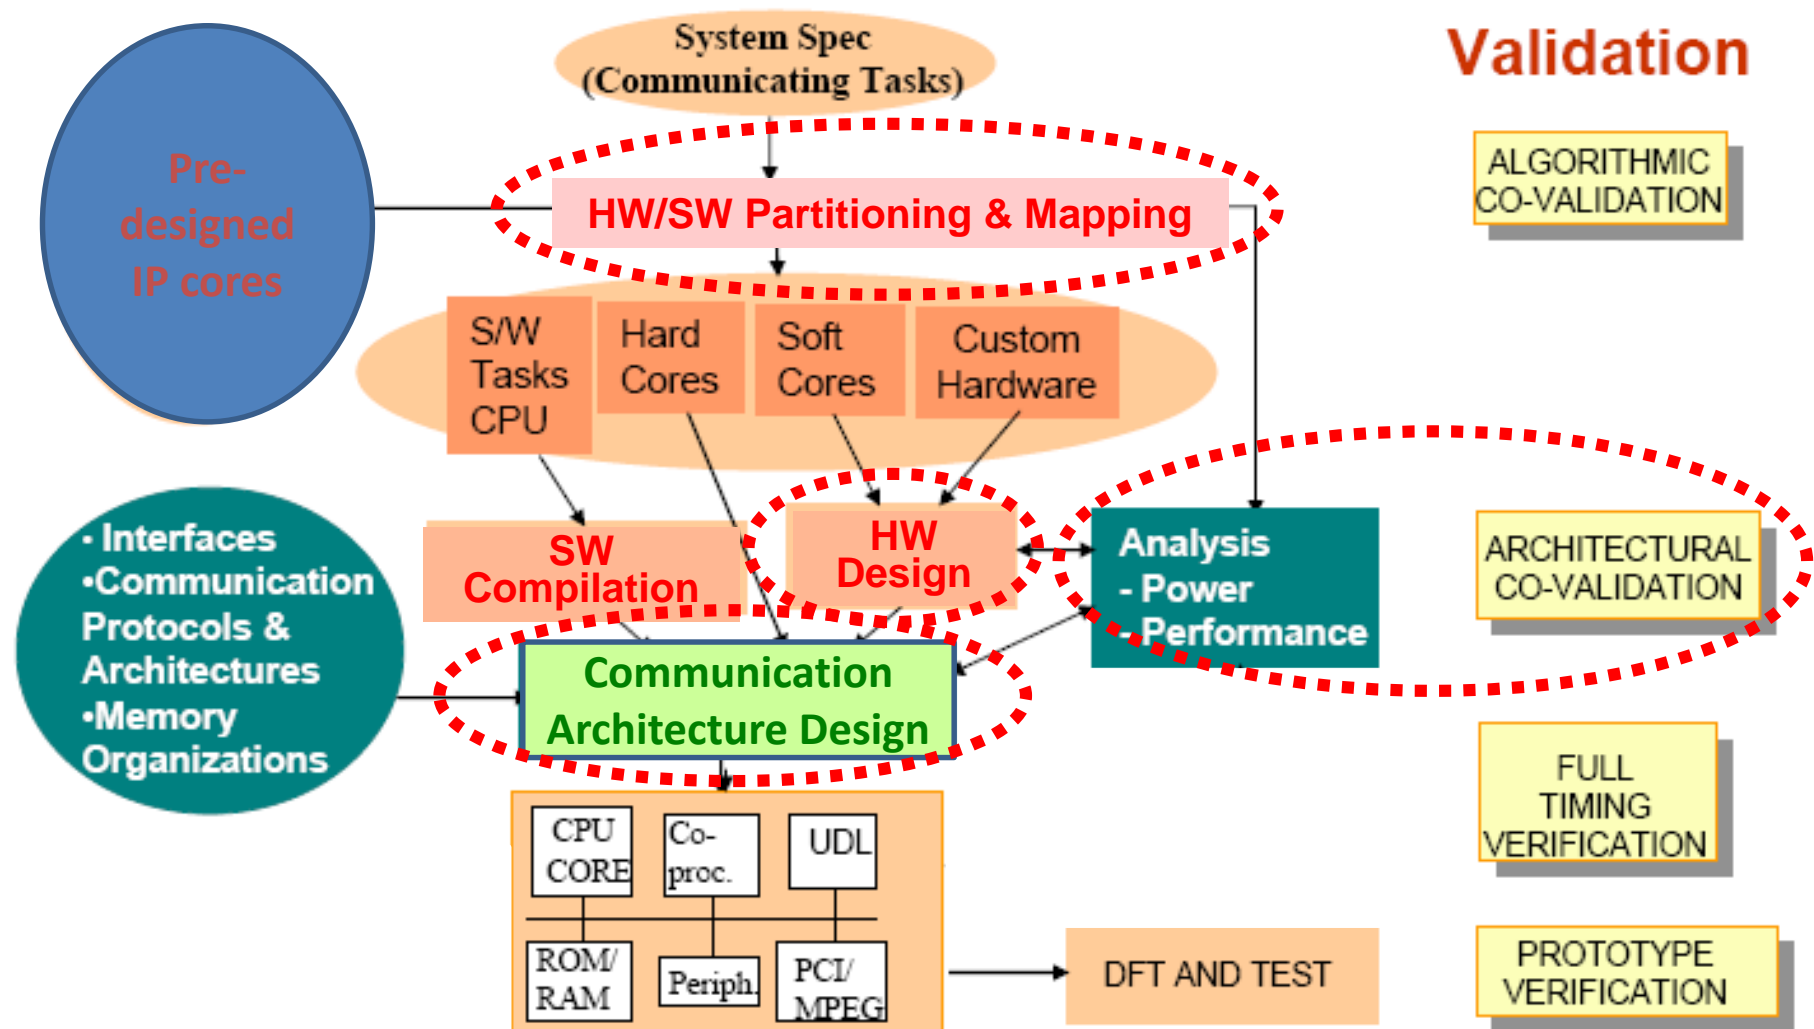 System Spec
(Communicating Tasks)
Validation
Pre-
designed
IP cores
HW/SW Partitioning & Mapping
ALGORITHMIC
CO-VALIDATION
S/W
Tasks
CPU
Hard
Cores
Soft
Cores
Custom
Hardware
• Interfaces
•Communication
Protocols &
Architectures
•Memory
Organizations
SW
Compilation
HW
Design
Analysis
- Power
- Performance
ARCHITECTURAL
CO-VALIDATION
Communication
Architecture Design
FULL
TIMING
VERIFICATION
CPU
CORE
Co-
proc.
UDL
ROM/
RAM
Periph.
PCI/
MPEG
DFT AND TEST
PROTOTYPE
VERIFICATION